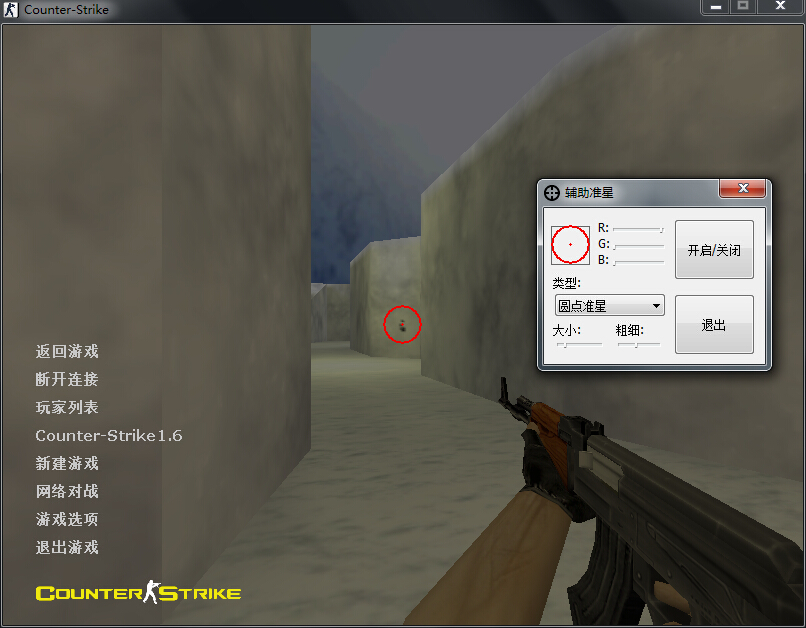 Counter-Strike
辅助准星
R:
G:
B:
开启/关闭
类型:
圆点准星
大小:
粗细:
退出
返回游戏
断开连接
玩家列表
Counter-Strike1.6
新建游戏
网络对战
游戏选项
退出游戏
COUNTER STRIKE